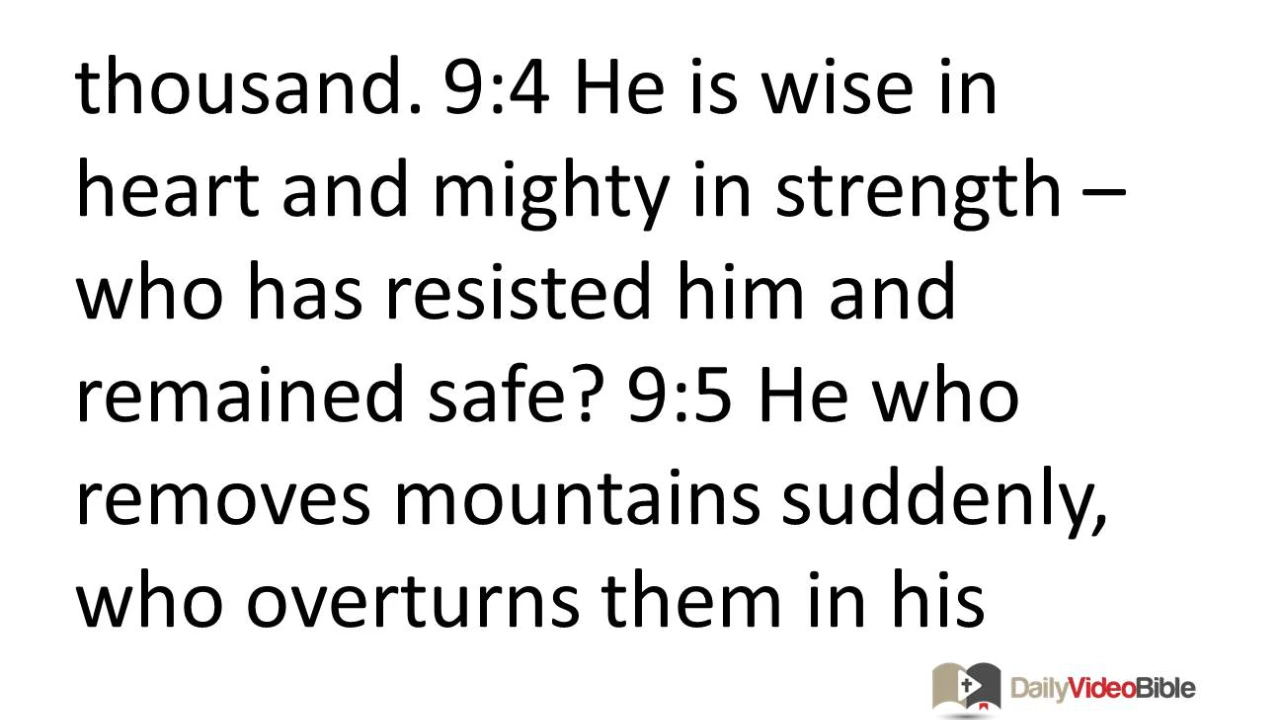 thousand. 9:4 He is wise in
heart and mighty in strength –
who has resisted him and
remained safe? 9:5 He who
removes mountains suddenly,
who overturns them in his
DailyVideoBible